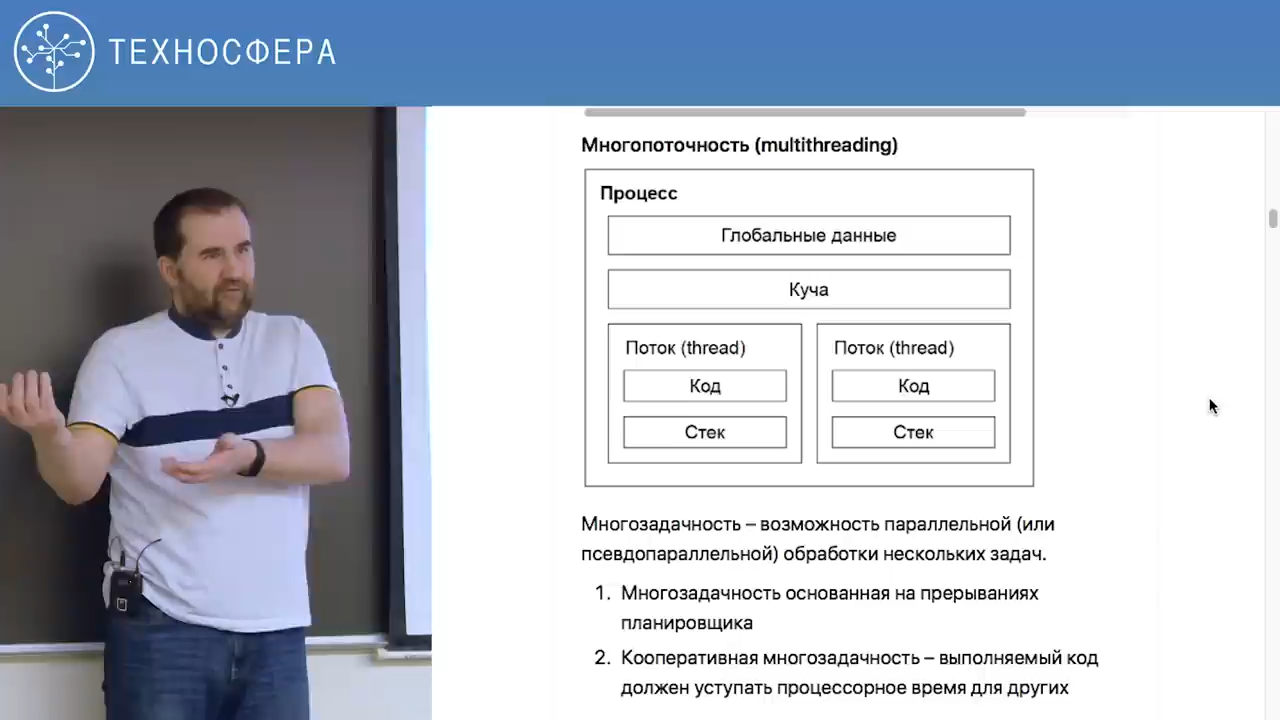 ТЕХНОСФЕРА
Многопоточность (multithreading)
Процесс
Глобальные данные
Куча
Поток (thread)
Код
Стек
Поток (thread)
Код
Стек
Многозадачность – возможность параллельной (или
псевдопараллельной) обработки нескольких задач.
1. Многозадачность основанная на прерываниях
планировщика
2. Кооперативная многозадачность – выполняемый код
должен уступать процессорное время для других